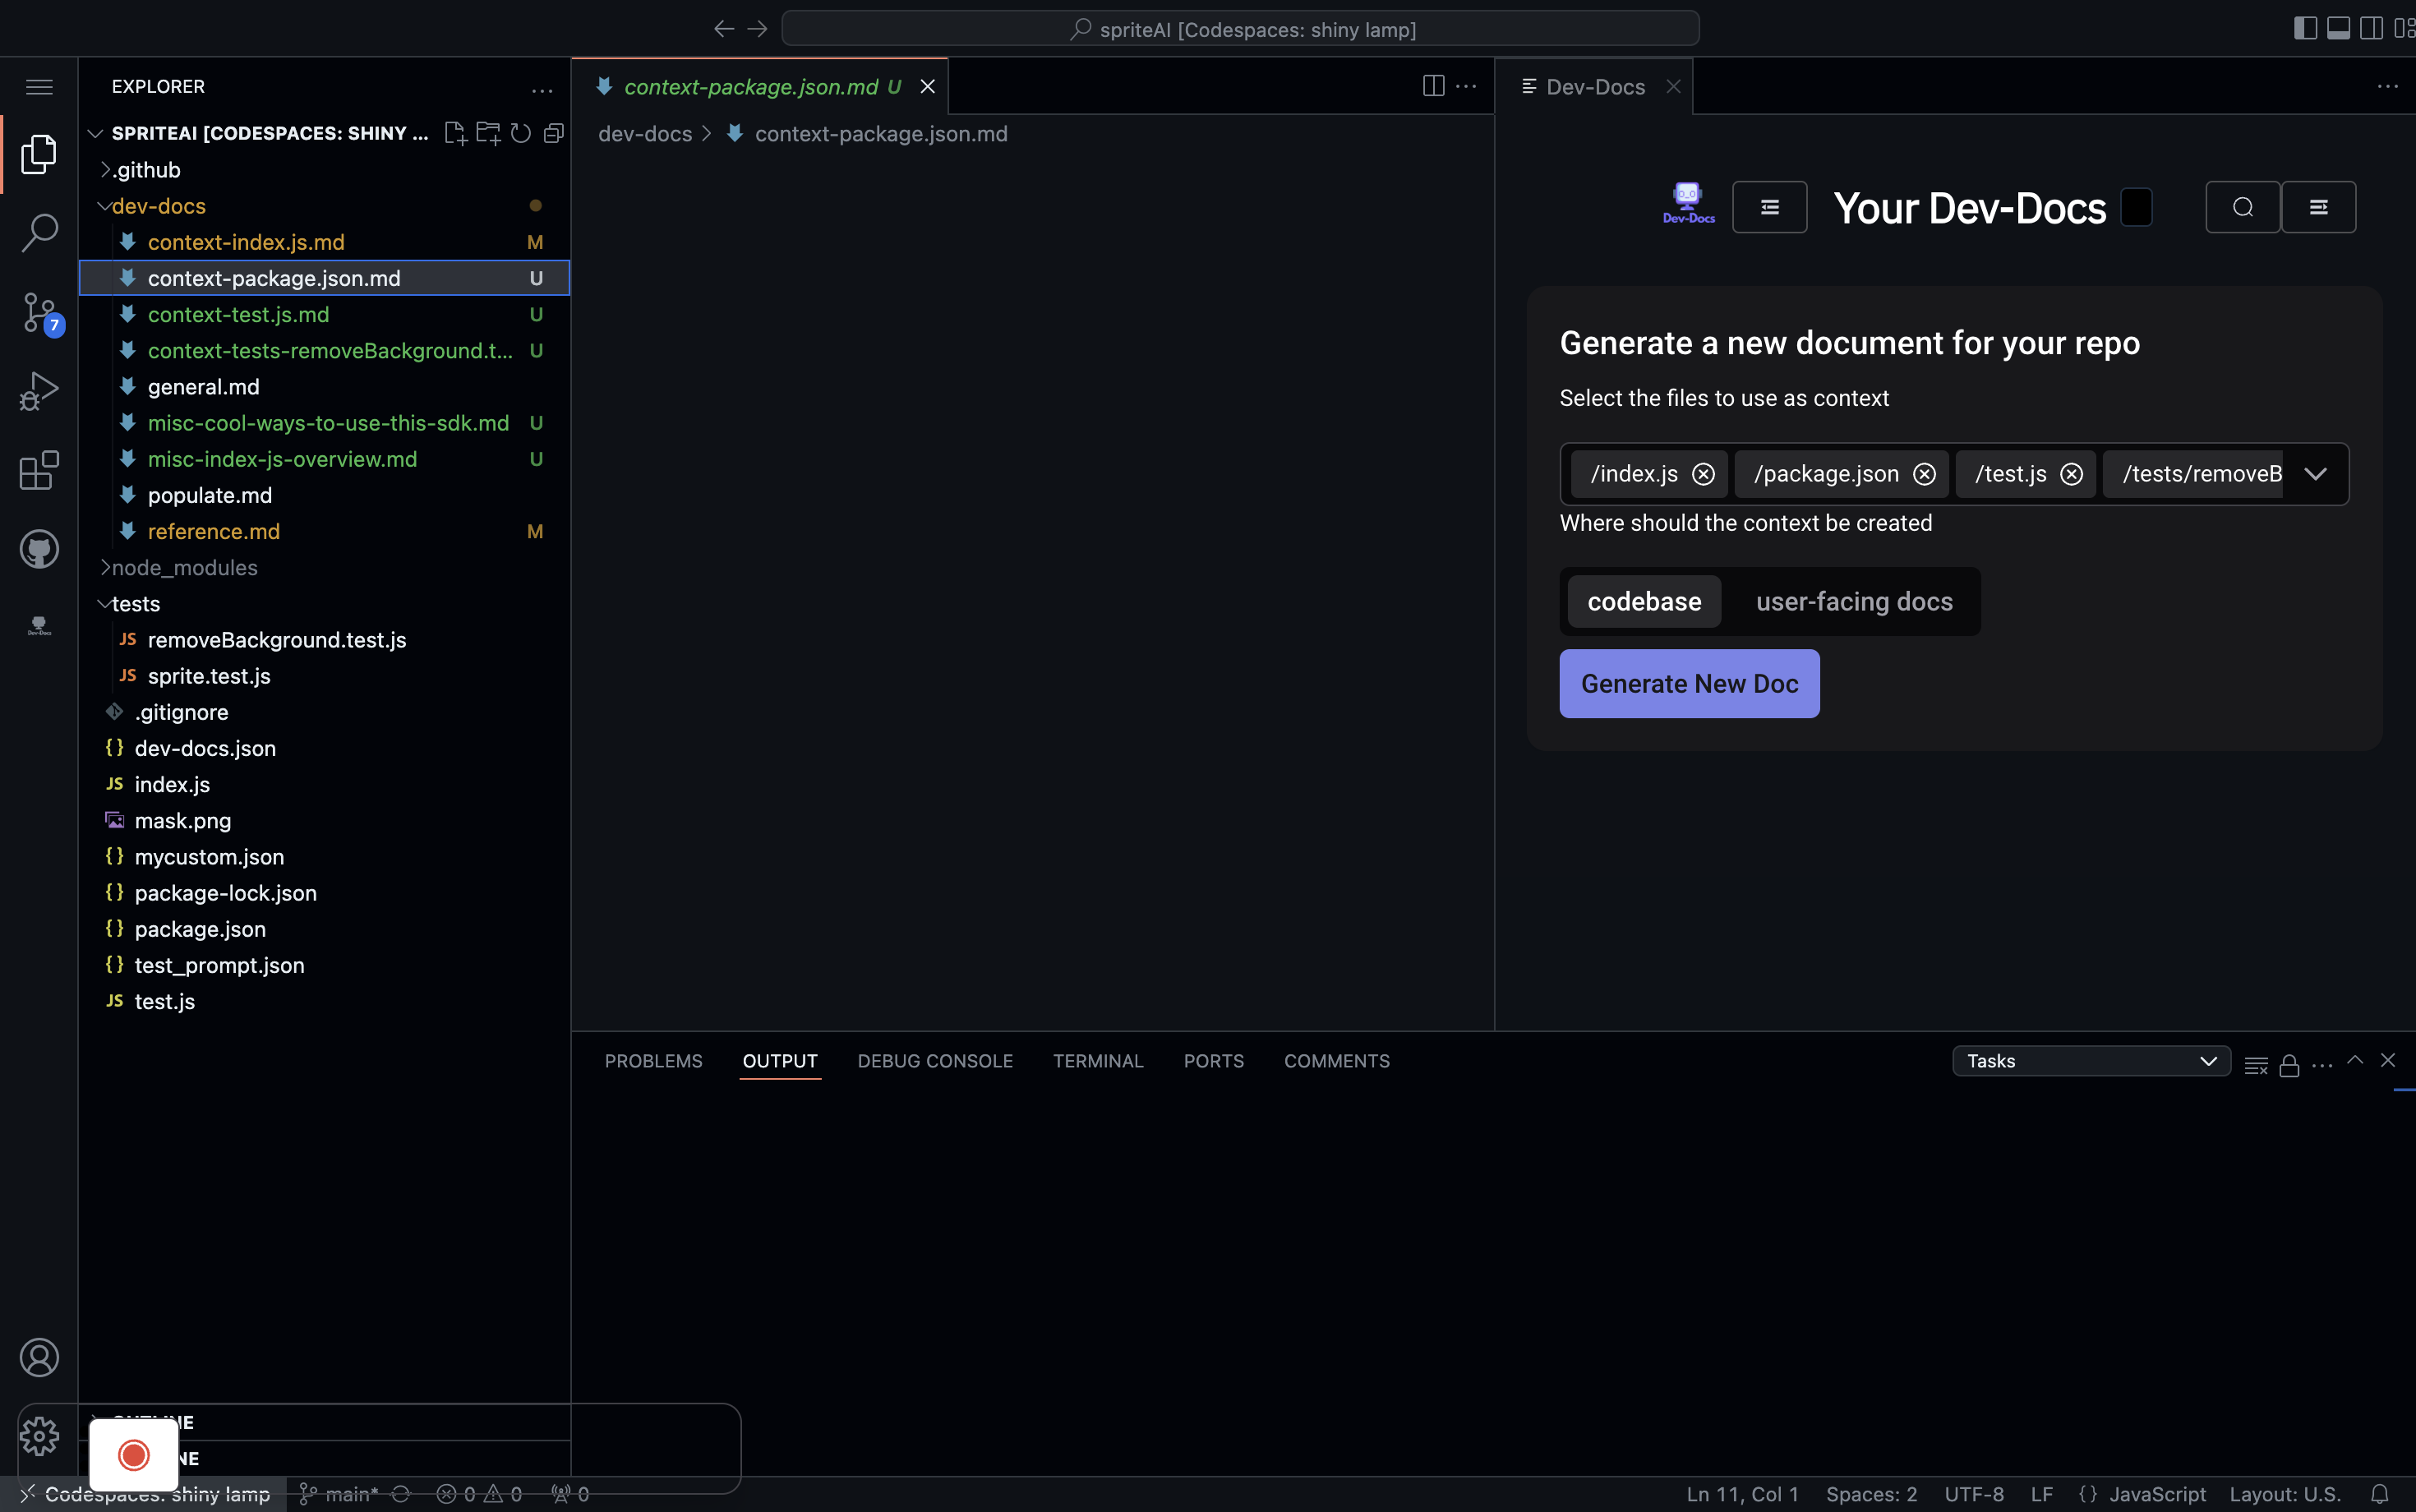 spriteAI [Codespaces: shiny lamp]
EXPLORER
SPRITEAI [CODESPACES: SHINY ...
.github
dev-docs
context-index.js.md M
context-package.json.md U
context-test.js.md U
context-tests-removeBackground.t... U
general.md
misc-cool-ways-to-use-this-sdk.md U
misc-index-js-overview.md U
populate.md
reference.md M
node_modules
tests
JS removeBackground.test.js
JS sprite.test.js
.gitignore
{} dev-docs.json
JS index.js
mask.png
{} mycustom.json
{} package-lock.json
{} package.json
{} test_prompt.json
JS test.js
7
Dev-Docs
context-package.json.md U
dev-docs > context-package.json.md
Dev-Docs
Dev-Docs
Your Dev-Docs
Generate a new document for your repo
Select the files to use as context
/index.js /package.json /test.js /tests/removeB
Where should the context be created
codebase user-facing docs
Generate New Doc
PROBLEMS OUTPUT DEBUG CONSOLE TERMINAL PORTS COMMENTS
Tasks
Codespaces: shiny lamp main* 0 0 0
Ln 11, Col 1 Spaces: 2 UTF-8 LF {} JavaScript Layout: U.S.